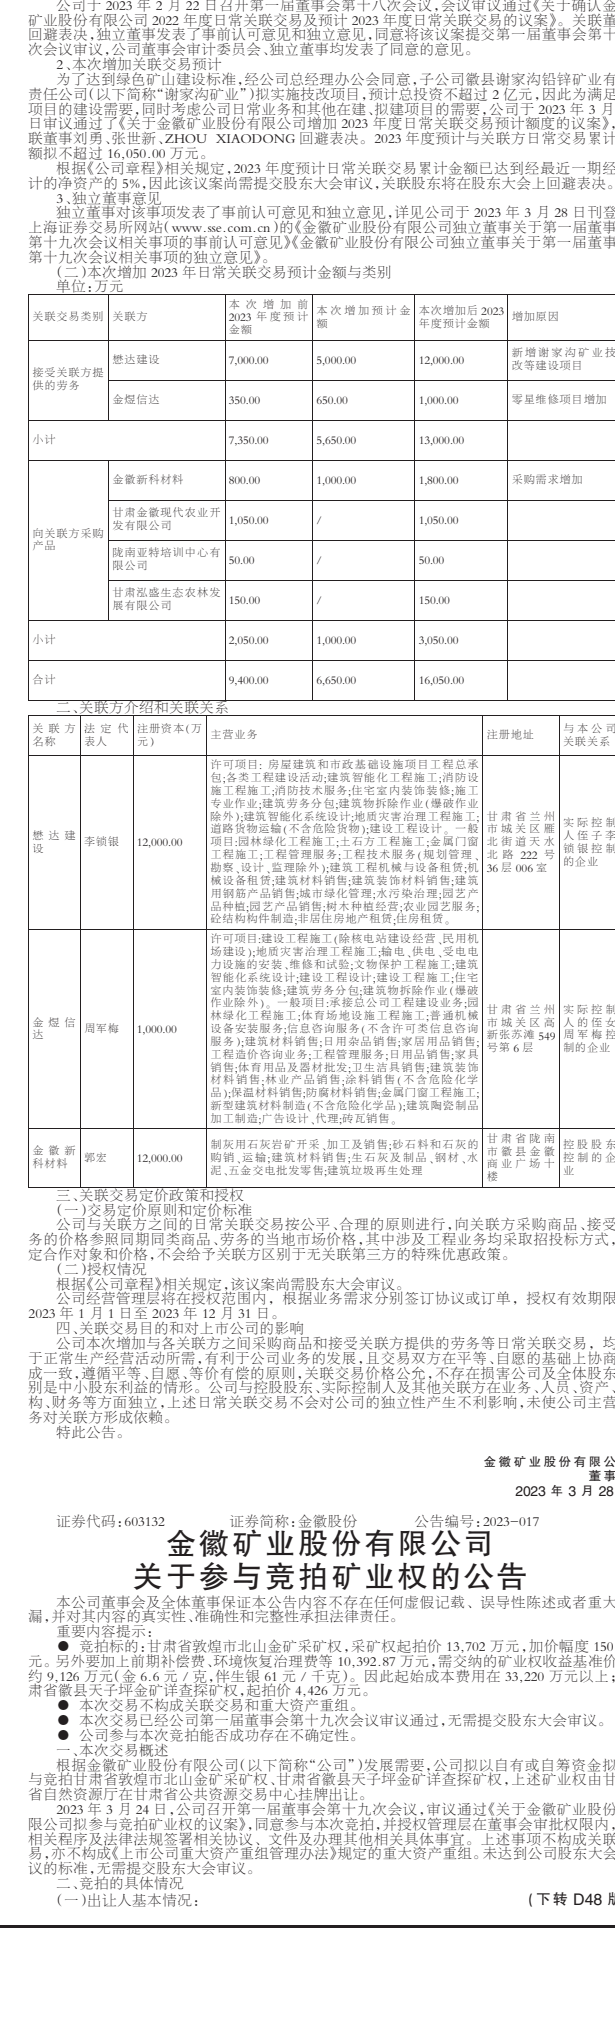 公司于 2023 年 2 月 22 日召开第一届董事会第十八次会议,会议审议通过《关于确认金
矿业股份有限公司 2022 年度日常关联交易及预计 2023 年度日常关联交易的议案》。关联董
回避表决,独立董事发表了事前认可意见和独立意见,同意将该议案提交第一届董事会第十
次会议审议,公司董事会审计委员会、独立董事均发表了同意的意见。
2、本次增加关联交易预计
为了达到绿色矿山建设标准,经公司总经理办公会同意,子公司徽县谢家沟铅锌矿业有
责任公司(以下简称“谢家沟矿业”)拟实施技改项目,预计总投资不超过 2 亿元,因此为满足
项目的建设需要,同时考虑公司日常业务和其他在建、拟建项目的需要,公司于 2023 年 3 月
日审议通过了《关于金徽矿业股份有限公司增加 2023 年度日常关联交易预计额度的议案》,
联董事刘勇、张世新、ZHOU XIAODONG 回避表决。2023 年度预计与关联方日常交易累计
额拟不超过 16,050.00 万元。
根据《公司章程》相关规定,2023 年度预计日常关联交易累计金额已达到经最近一期经
计的净资产的 5%,因此该议案尚需提交股东大会审议,关联股东将在股东大会上回避表决。
3、独立董事意见
独立董事对该事项发表了事前认可意见和独立意见,详见公司于 2023 年 3 月 28 日刊登
上海证券交易所网站(www.sse.com.cn)的《金徽矿业股份有限公司独立董事关于第一届董事
第十九次会议相关事项的事前认可意见》《金徽矿业股份有限公司独立董事关于第一届董事
第十九次会议相关事项的独立意见》。
(二)本次增加 2023 年日常关联交易预计金额与类别
单位:万元
关联交易类别 关联方 本次增加前 2023 年度预计金额 本次增加预计金额 本次增加后 2023 年度预计金额 增加原因
接受关联方提供的劳务 懋达建设 7,000.00 5,000.00 12,000.00 新增谢家沟矿业技改等建设项目
金煜信达 350.00 650.00 1,000.00 零星维修项目增加
小计 7,350.00 5,650.00 13,000.00
向关联方采购产品 金徽新科材料 800.00 1,000.00 1,800.00 采购需求增加
甘肃金徽现代农业开发有限公司 1,050.00 / 1,050.00
陇南亚特培训中心有限公司 50.00 / 50.00
甘肃泓盛生态农林发展有限公司 150.00 / 150.00
小计 2,050.00 1,000.00 3,050.00
合计 9,400.00 6,650.00 16,050.00
二、关联方介绍和关联关系
关联方名称 法定代表人 注册资本(万元) 主营业务 注册地址 与本公司关联关系
懋达建设 李锁银 12,000.00
许可项目: 房屋建筑和市政基础设施项目工程总承
包;各类工程建设活动;建筑智能化工程施工;消防设
施工程施工;消防技术服务;住宅室内装饰装修;施工
专业作业;建筑劳务分包;建筑物拆除作业(爆破作业
除外);建筑智能化系统设计;地质灾害治理工程施工;
道路货物运输(不含危险货物);建设工程设计。一般
项目:园林绿化工程施工;土石方工程施工;金属门窗
工程施工;工程管理服务;工程技术服务(规划管理、
勘察、设计、监理除外);建筑工程机械与设备租赁;机
械设备租赁;建筑材料销售;建筑装饰材料销售;建筑
用钢筋产品销售;城市绿化管理;水污染治理;园艺产
品种植;园艺产品销售;树木种植经营;农业园艺服务;
砼结构构件制造;非居住房地产租赁;住房租赁。
甘肃省兰州市城关区雁北街道天水北路 222 号 36 层 006 室
实际控制人侄子李锁银控制的企业
金煜信达 周军梅 1,000.00
许可项目:建设工程施工(除核电站建设经营、民用机
场建设);地质灾害治理工程施工;输电、供电、受电电
力设施的安装、维修和试验;文物保护工程施工;建筑
智能化系统设计;建设工程设计;建设工程施工;住宅
室内装饰装修;建筑劳务分包;建筑物拆除作业(爆破
作业除外)。一般项目:承接总公司工程建设业务;园
林绿化工程施工;体育场地设施工程施工;普通机械
设备安装服务;信息咨询服务(不含许可类信息咨询
服务);建筑材料销售;日用杂品销售;家居用品销售;
工程造价咨询业务;工程管理服务;日用品销售;家具
销售;体育用品及器材批发;卫生洁具销售;建筑装饰
材料销售;林业产品销售;涂料销售(不含危险化学
品);保温材料销售;防腐材料销售;金属门窗工程施工;
新型建筑材料制造(不含危险化学品);建筑陶瓷制品
加工制造;广告设计、代理;砖瓦销售。
甘肃省兰州市城关区高新张苏滩 549 号第 6 层
实际控制人的侄女周军梅控制的企业
金徽新科材料 郭宏 12,000.00
制灰用石灰岩矿开采、加工及销售;砂石料和石灰的
购销、运输;建筑材料销售;生石灰及制品、钢材、水
泥、五金交电批发零售;建筑垃圾再生处理
甘肃省陇南市徽县金徽商业广场十楼
控股股东控制的企业
三、关联交易定价政策和授权
(一)交易定价原则和定价标准
公司与关联方之间的日常关联交易按公平、合理的原则进行,向关联方采购商品、接受
务的价格参照同期同类商品、劳务的当地市场价格,其中涉及工程业务均采取招投标方式,
定合作对象和价格,不会给予关联方区别于无关联第三方的特殊优惠政策。
(二)授权情况
根据《公司章程》相关规定,该议案尚需股东大会审议。
公司经营管理层将在授权范围内，根据业务需求分别签订协议或订单，授权有效期限
2023 年 1 月 1 日至 2023 年 12 月 31 日。
四、关联交易目的和对上市公司的影响
公司本次增加与各关联方之间采购商品和接受关联方提供的劳务等日常关联交易，均
于正常生产经营活动所需,有利于公司业务的发展,且交易双方在平等、自愿的基础上协商
成一致,遵循平等、自愿、等价有偿的原则,关联交易价格公允,不存在损害公司及全体股东
别是中小股东利益的情形。公司与控股股东、实际控制人及其他关联方在业务、人员、资产、
构、财务等方面独立,上述日常关联交易不会对公司的独立性产生不利影响,未使公司主营
务对关联方形成依赖。
特此公告。
金徽矿业股份有限公
董事
2023 年 3 月 28
证券代码:603132 证券简称:金徽股份 公告编号:2023-017
金徽矿业股份有限公司
关于参与竞拍矿业权的公告
本公司董事会及全体董事保证本公告内容不存在任何虚假记载、误导性陈述或者重大
漏,并对其内容的真实性、准确性和完整性承担法律责任。
重要内容提示:
● 竞拍标的:甘肃省敦煌市北山金矿采矿权,采矿权起拍价 13,702 万元,加价幅度 150
元。另外要加上前期补偿费、环境恢复治理费等 10,392.87 万元,需交纳的矿业权收益基准价
约 9,126 万元(金 6.6 元 / 克,伴生银 61 元 / 千克)。因此起始成本费用在 33,220 万元以上;
肃省徽县天子坪金矿详查探矿权,起拍价 4,426 万元。
● 本次交易不构成关联交易和重大资产重组。
● 本次交易已经公司第一届董事会第十九次会议审议通过,无需提交股东大会审议。
● 公司参与本次竞拍能否成功存在不确定性。
一、本次交易概述
根据金徽矿业股份有限公司(以下简称“公司”)发展需要,公司拟以自有或自筹资金拟
与竞拍甘肃省敦煌市北山金矿采矿权、甘肃省徽县天子坪金矿详查探矿权,上述矿业权由甘
省自然资源厅在甘肃省公共资源交易中心挂牌出让。
2023 年 3 月 24 日,公司召开第一届董事会第十九次会议,审议通过《关于金徽矿业股份
限公司拟参与竞拍矿业权的议案》,同意参与本次竞拍,并授权管理层在董事会审批权限内,
相关程序及法律法规签署相关协议、文件及办理其他相关具体事宜。上述事项不构成关联
易,亦不构成《上市公司重大资产重组管理办法》规定的重大资产重组。未达到公司股东大会
议的标准,无需提交股东大会审议。
二、竞拍的具体情况
(一)出让人基本情况:
(下转 D48 版